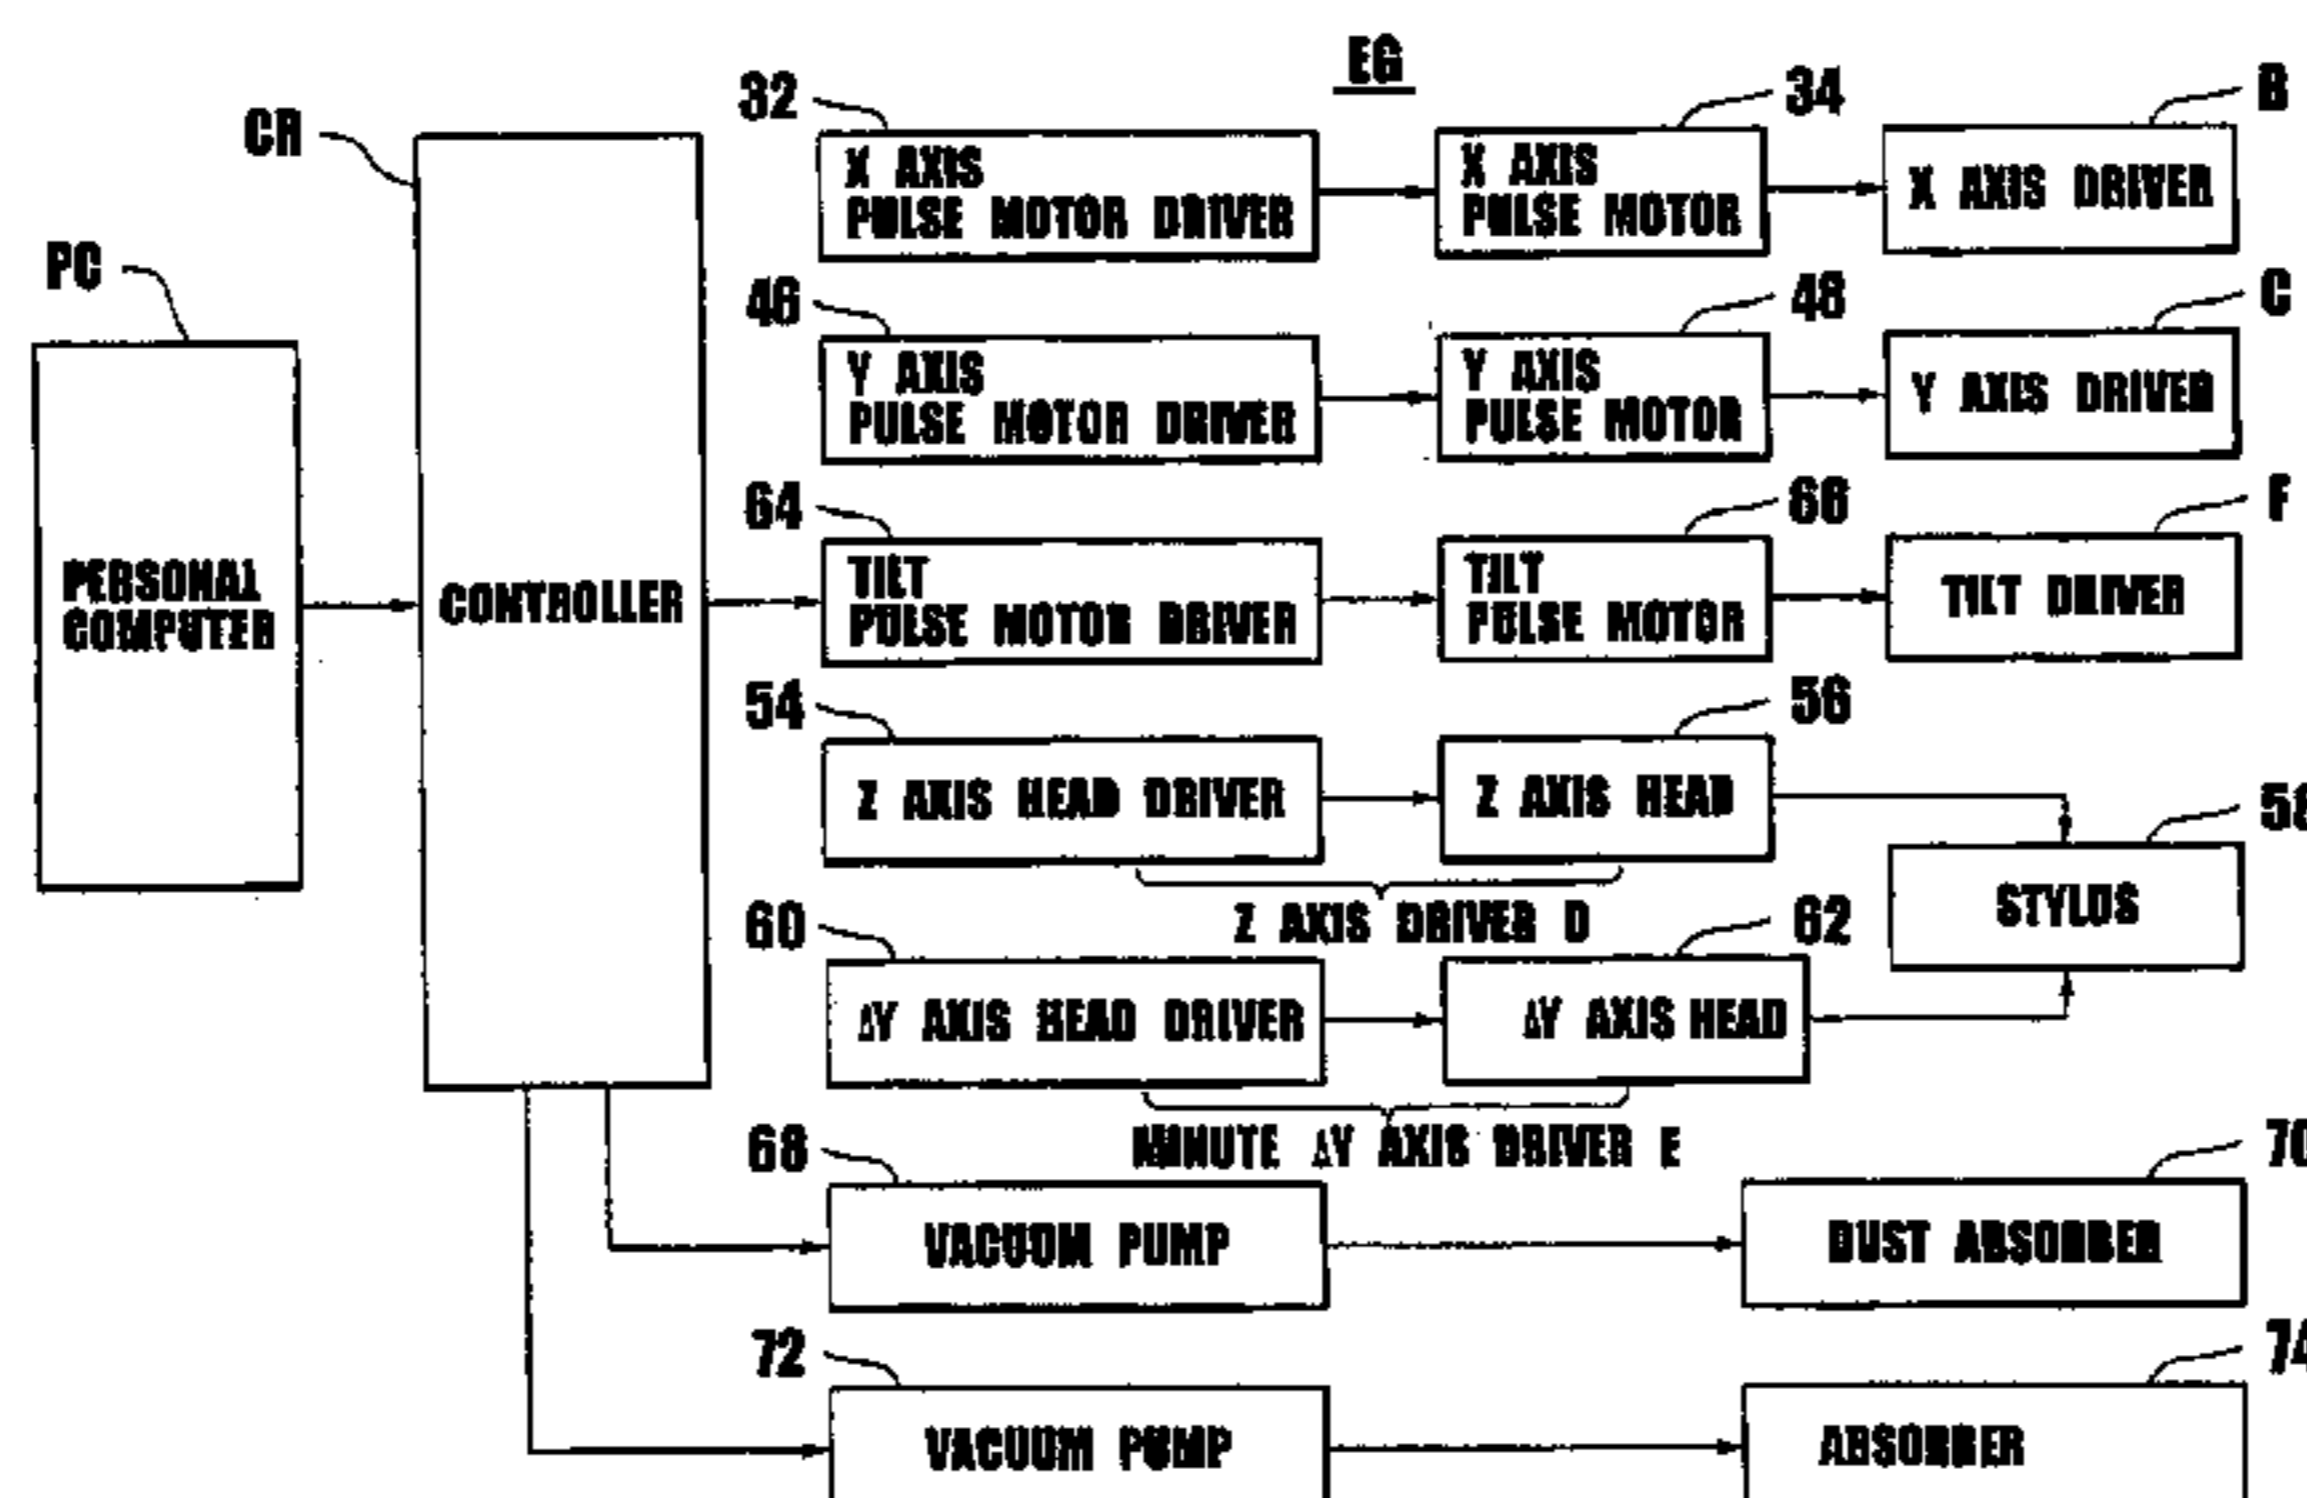 EG
32
34
B
CR
X AXIS
PULSE MOTOR DRIVER
X AXIS
PULSE MOTOR
X AXIS DRIVER
PC
46
48
C
Y AXIS
PULSE MOTOR DRIVER
Y AXIS
PULSE MOTOR
Y AXIS DRIVER
64
66
F
PERSONAL
COMPUTER
CONTROLLER
TILT
PULSE MOTOR DRIVER
TILT
PULSE MOTOR
TILT DRIVER
54
56
Z AXIS HEAD DRIVER
Z AXIS HEAD
58
STYLUS
Z AXIS DRIVER D
60
62
ΔY AXIS HEAD DRIVER
ΔY AXIS HEAD
MINUTE ΔY AXIS DRIVER E
68
70
VACUUM PUMP
DUST ABSORBER
72
74
VACUUM PUMP
ABSORBER